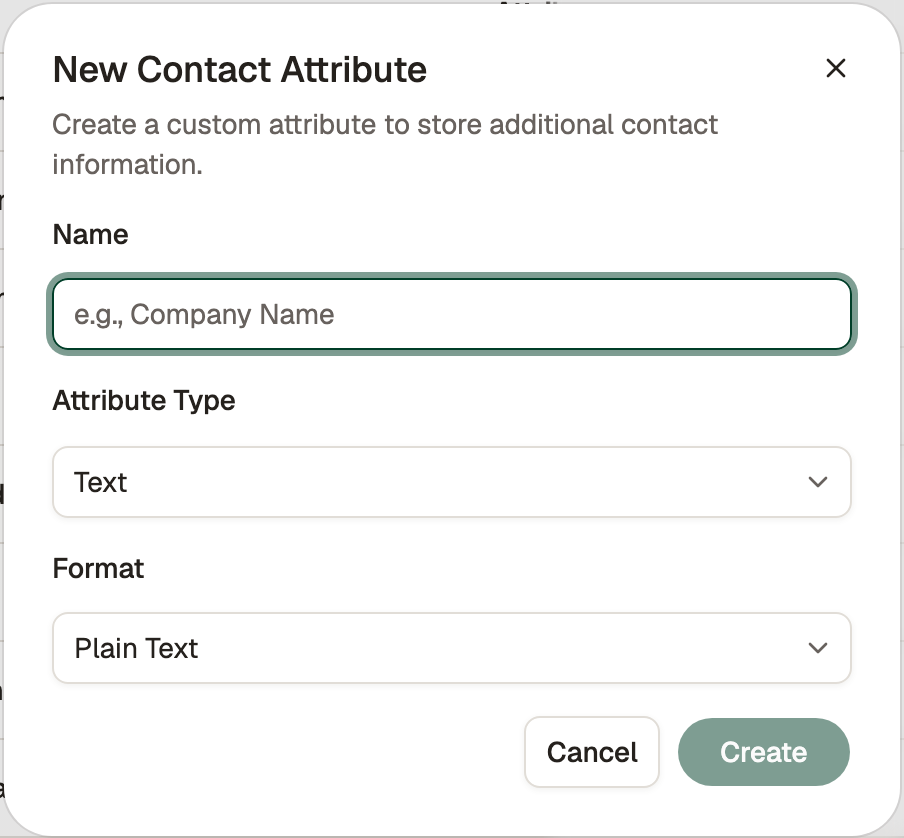 New Contact Attribute
Create a custom attribute to store additional contact
information.
Name
e.g., Company Name
Attribute Type
Text
Format
Plain Text
Cancel
Create